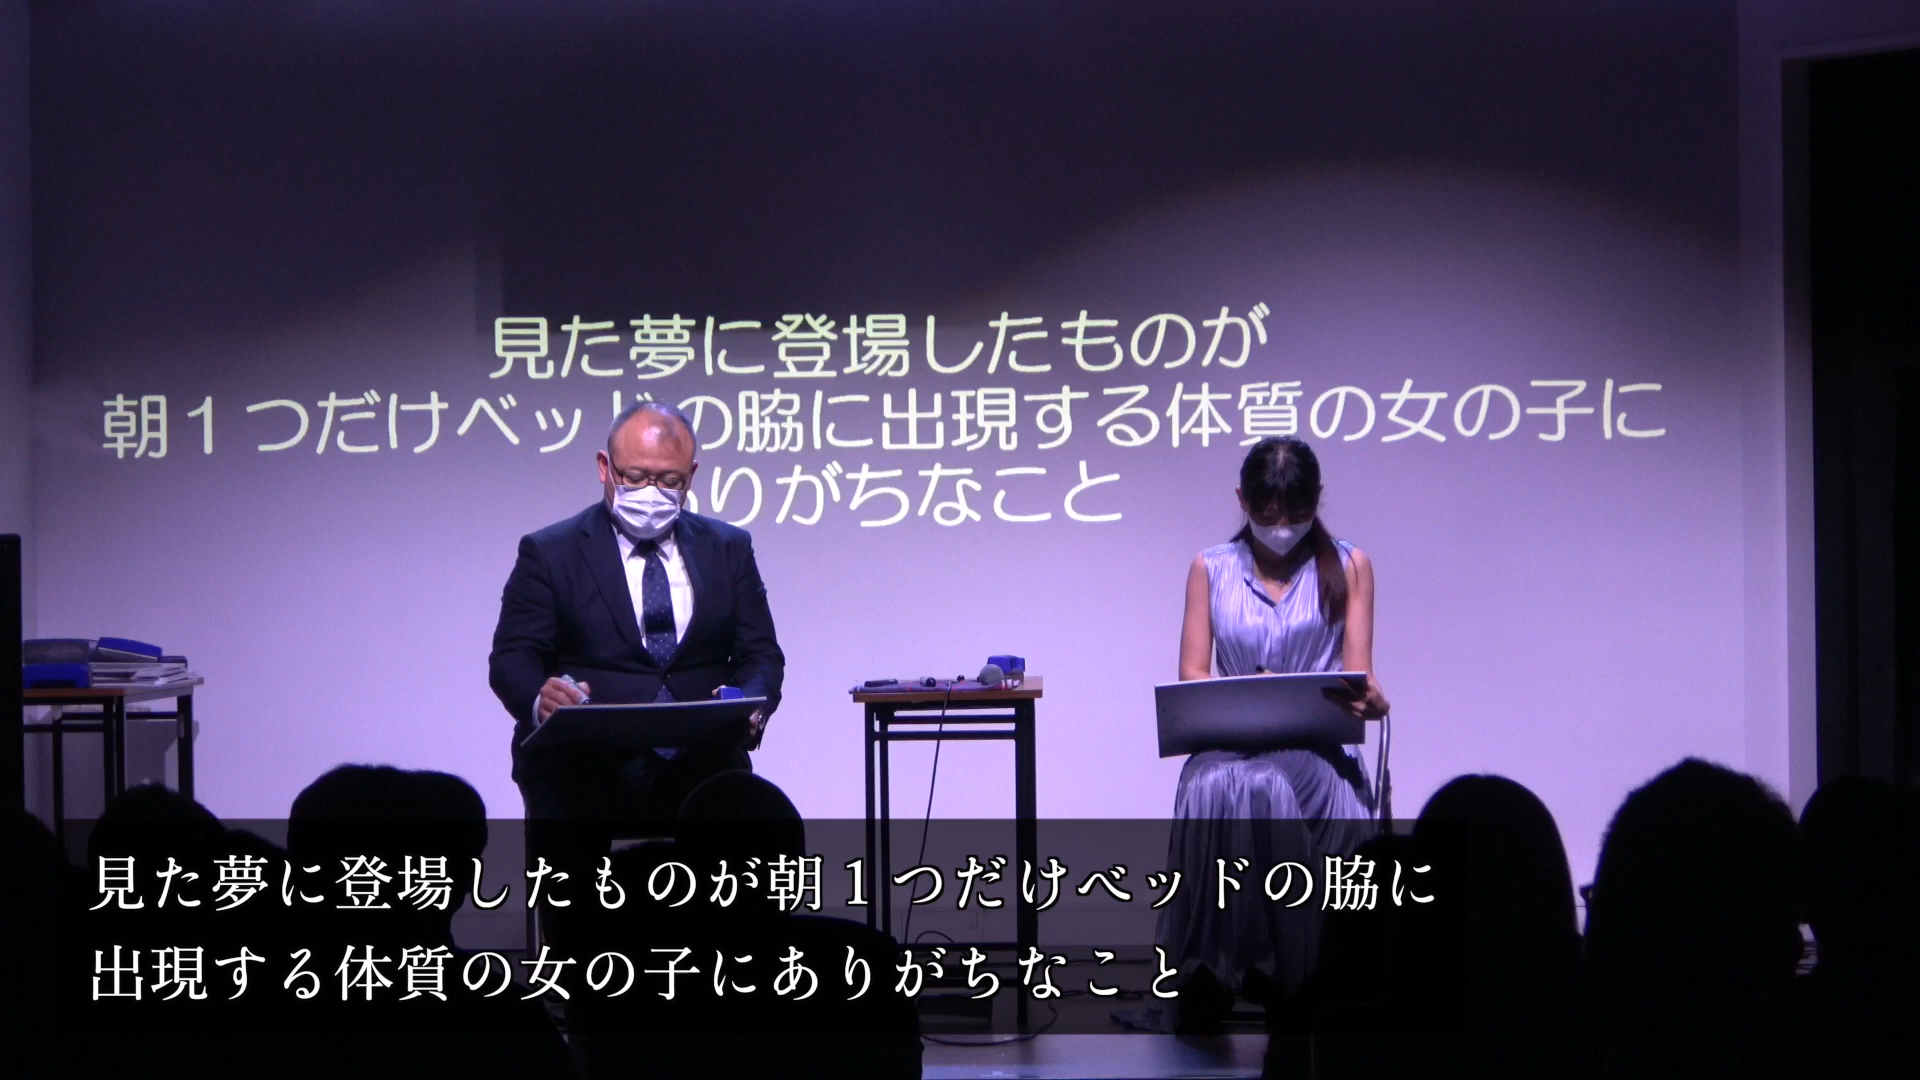 見た夢に登場したものが
朝１つだけベッドの脇に出現する体質の女の子に
ありがちなこと
見た夢に登場したものが朝１つだけベッドの脇に
出現する体質の女の子にありがちなこと